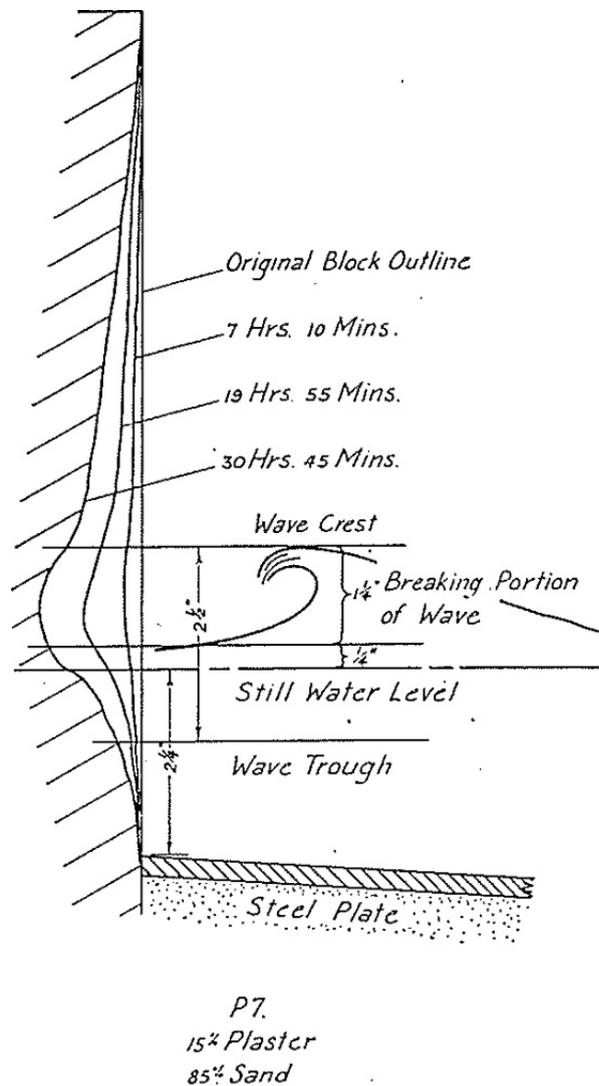 Original Block Outline
7 Hrs. 10 Mins.
19 Hrs. 55 Mins.
30 Hrs. 45 Mins.
Wave Crest
1¼" Breaking Portion
of Wave
2½"
¼"
Still Water Level
2¼"
Wave Trough
Steel Plate
P7.
15% Plaster
85% Sand